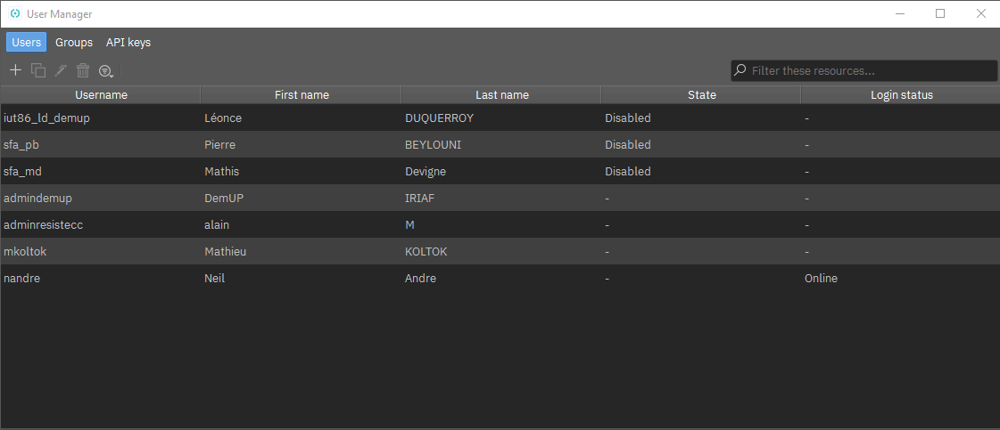 User Manager
Users Groups API keys
Filter these resources...
Username First name Last name State Login status
iut86_ld_demup Léonce DUQUERROY Disabled -
sfa_pb Pierre BEYLOUNI Disabled -
sfa_md Mathis Devigne Disabled -
admindemup DemUP IRIAF - -
adminresistecc alain M - -
mkoltok Mathieu KOLTOK - -
nandre Neil Andre - Online